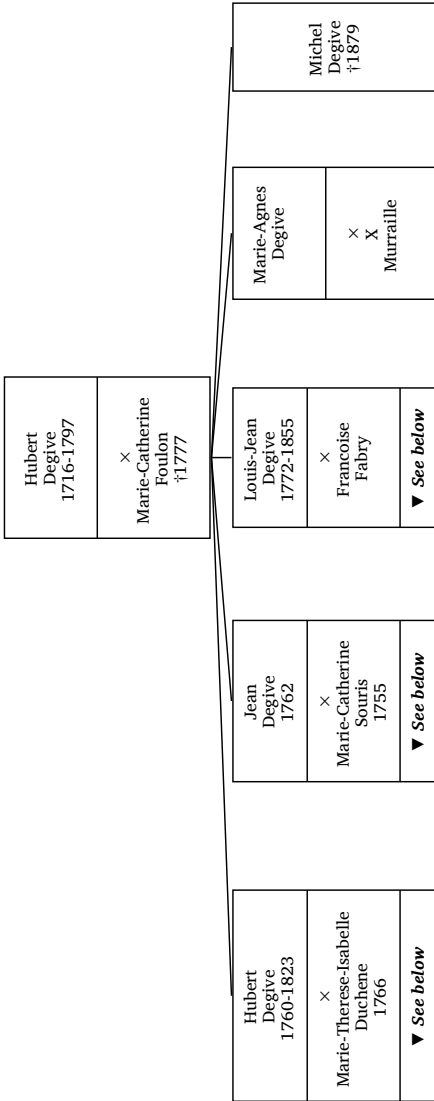 Hubert
Degive
1716-1797
×
Marie-Catherine
Foulon
†1777
Hubert
Degive
1760-1823
×
Marie-Therese-Isabelle
Duchene
1766
▼ See below
Jean
Degive
1762
×
Marie-Catherine
Souris
1755
▼ See below
Louis-Jean
Degive
1772-1855
×
Francoise
Fabry
▼ See below
Marie-Agnes
Degive
×
X
Murraille
Michel
Degive
†1879